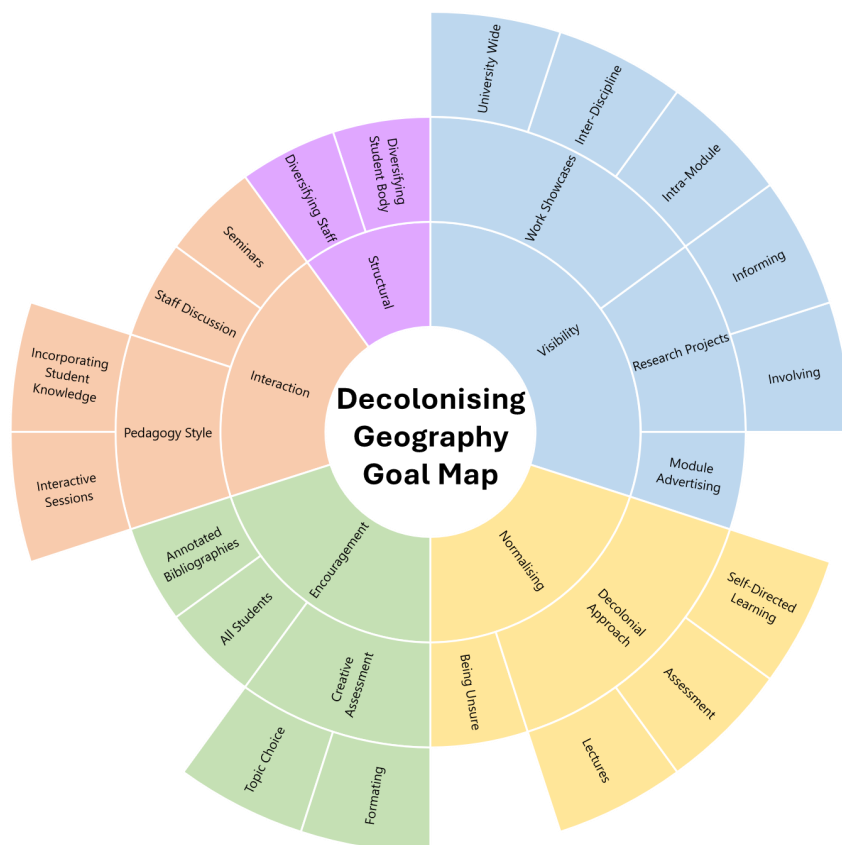 Decolonising
Geography
Goal Map
Visibility
Work Showcases
University Wide
Inter-Discipline
Intra-Module
Research Projects
Informing
Involving
Module
Advertising
Normalising
Decolonial
Approach
Self-Directed
Learning
Assessment
Lectures
Being Unsure
Encouragement
Creative
Assessment
Formating
Topic Choice
All Students
Annotated
Bibliographies
Interaction
Pedagogy Style
Interactive
Sessions
Incorporating
Student
Knowledge
Staff Discussion
Seminars
Structural
Diversifying Staff
Diversifying
Student Body